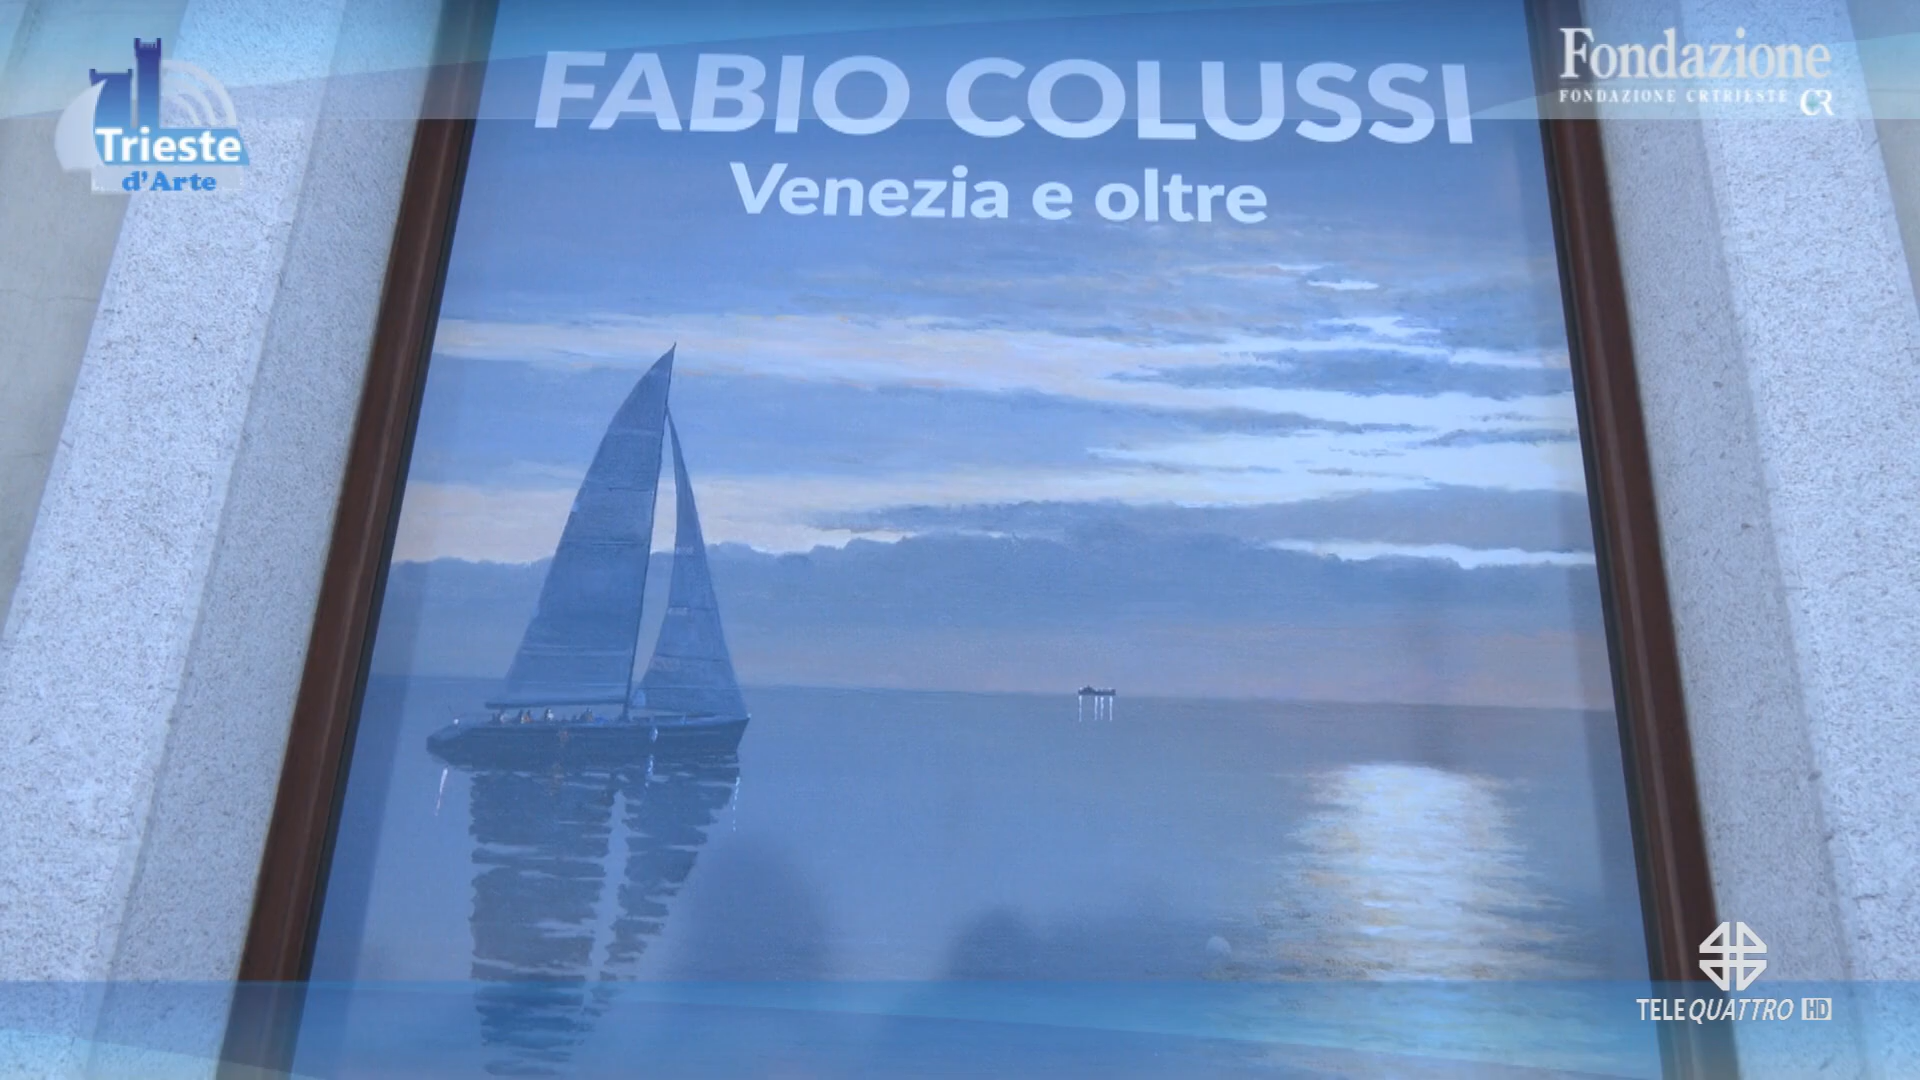 FABIO COLUSSI
Venezia e oltre
Trieste
d'Arte
Fondazione
FONDAZIONE CRTRIESTE CR
TELEQUATTRO HD